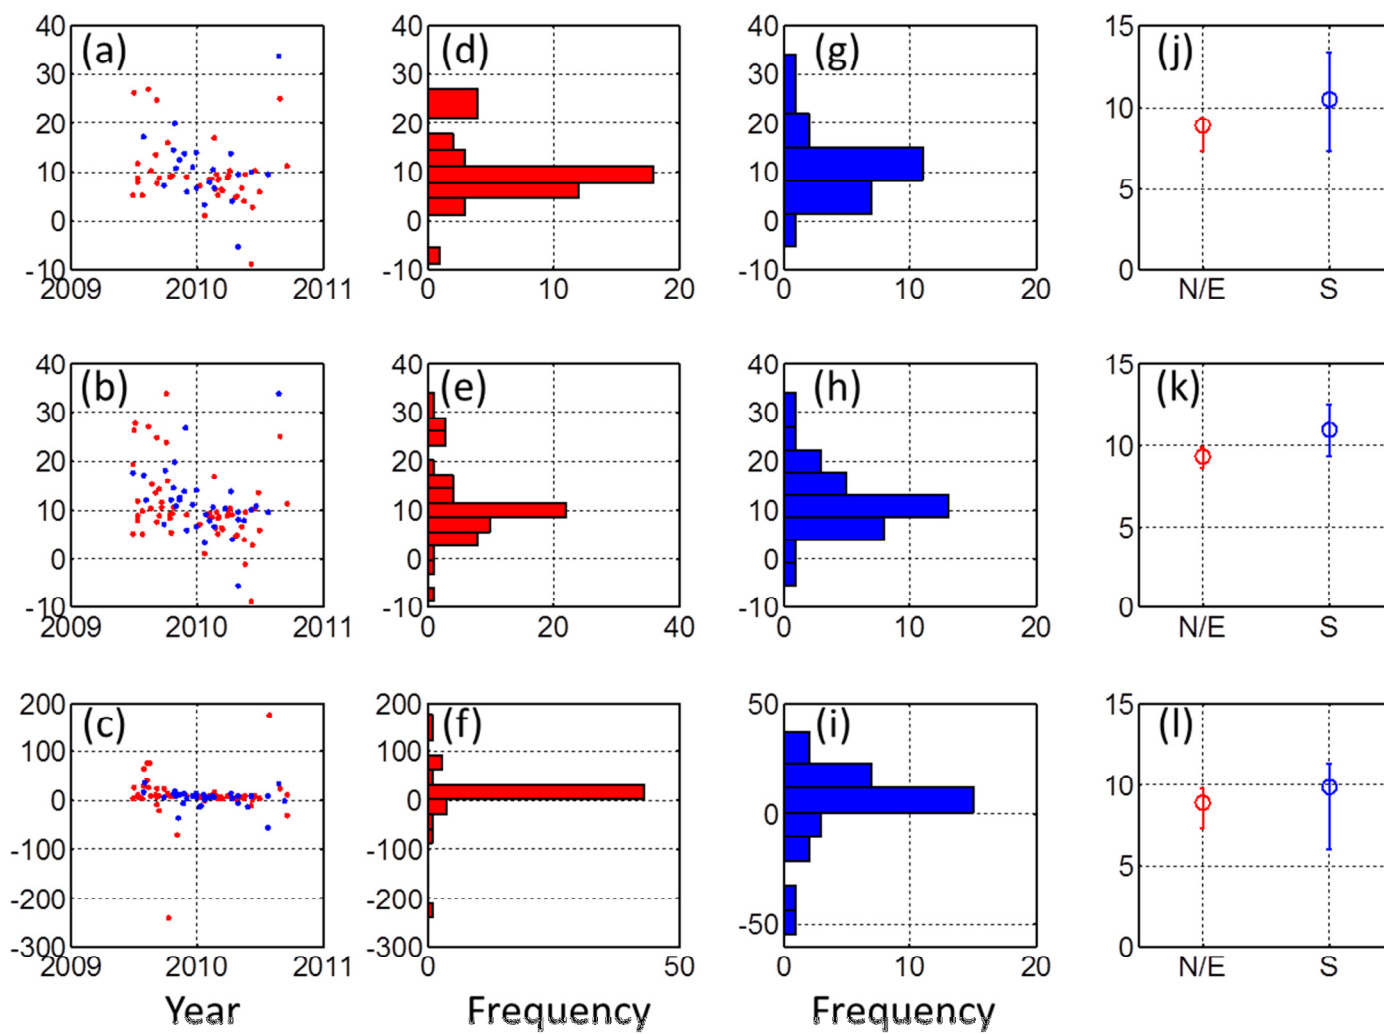 40 (a) 40 (d) 40 (g) 15 (j)
30 30 30
20 20 20 10
10 10 10 5
0 0 0
-10 -10 -10 0
2009 2010 2011 0 10 20 0 10 20 N/E S
40 (b) 40 (e) 40 (h) 15 (k)
30 30 30
20 20 20 10
10 10 10 5
0 0 0
-10 -10 -10 0
2009 2010 2011 0 20 40 0 10 20 N/E S
200 (c) 200 (f) 50 (i) 15 (l)
100 100
0 0 0 10
-100 -100 5
-200 -200 -50
-300 -300 0
2009 2010 2011 0 50 0 10 20 N/E S
Year Frequency Frequency